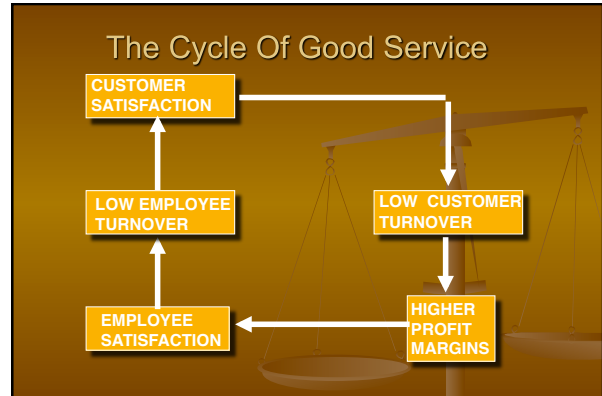 The Cycle Of Good Service
CUSTOMER
SATISFACTION
LOW EMPLOYEE
TURNOVER
LOW CUSTOMER
TURNOVER
EMPLOYEE
SATISFACTION
HIGHER
PROFIT
MARGINS